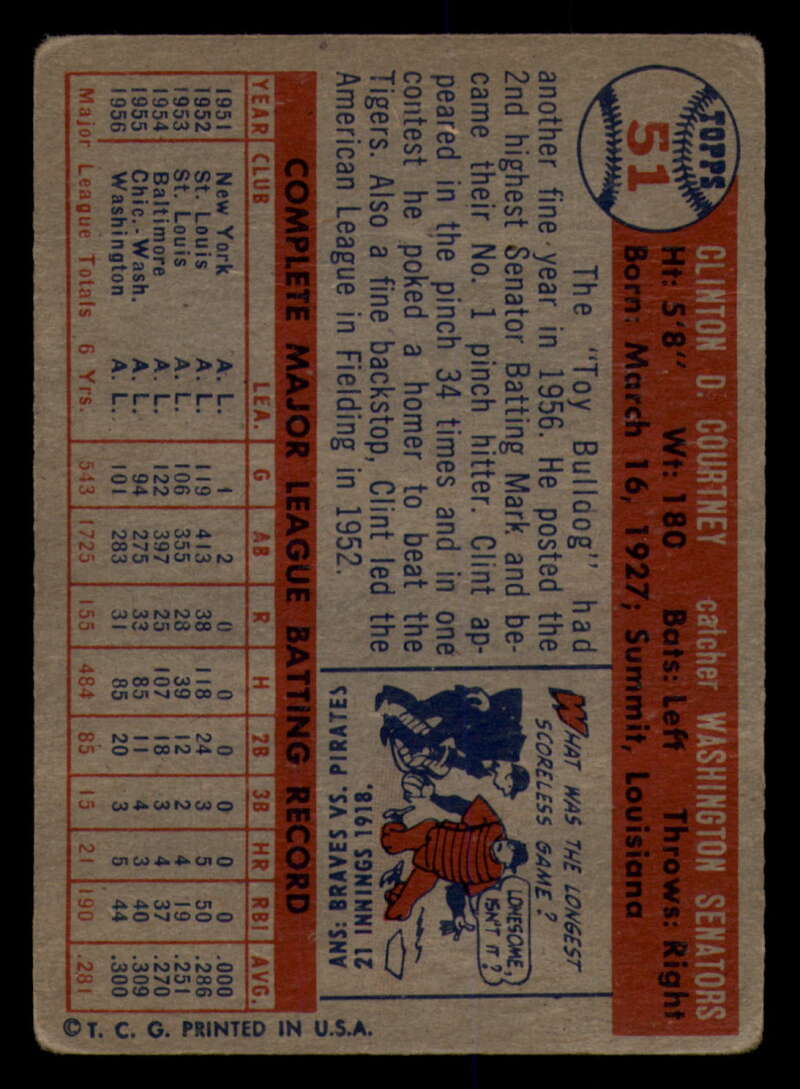 TOPPS
51
CLINTON D. COURTNEY catcher WASHINGTON SENATORS
Ht: 5'8" Wt: 180 Bats: Left Throws: Right
Born: March 16, 1927; Summit, Louisiana
The "Toy Bulldog" had
another fine year in 1956. He posted the
2nd highest Senator Batting Mark and be-
came their No. 1 pinch hitter. Clint ap-
peared in the pinch 34 times and in one
contest he poked a homer to beat the
Tigers. Also a fine backstop, Clint led the
American League in Fielding in 1952.
WHAT WAS THE LONGEST
SCORELESS GAME?
LONESOME,
ISN'T IT?
ANS: BRAVES VS. PIRATES
21 INNINGS 1918.
COMPLETE MAJOR LEAGUE BATTING RECORD
YEAR CLUB LEA. G AB R H 2B 3B HR RBI AVG.
1951 New York A. L. 1 2 0 0 0 0 0 0 .000
1952 St. Louis A. L. 119 413 38 118 24 3 5 50 .286
1953 St. Louis A. L. 106 355 28 89 12 2 4 19 .251
1954 Baltimore A. L. 122 397 25 107 18 3 4 37 .270
1955 Chic.-Wash. A. L. 94 275 33 85 11 4 3 40 .309
1956 Washington A. L. 101 283 31 85 20 3 5 44 .300
Major League Totals 6 Yrs. 543 1725 155 484 85 15 21 190 .281
© T. C. G. PRINTED IN U.S.A.